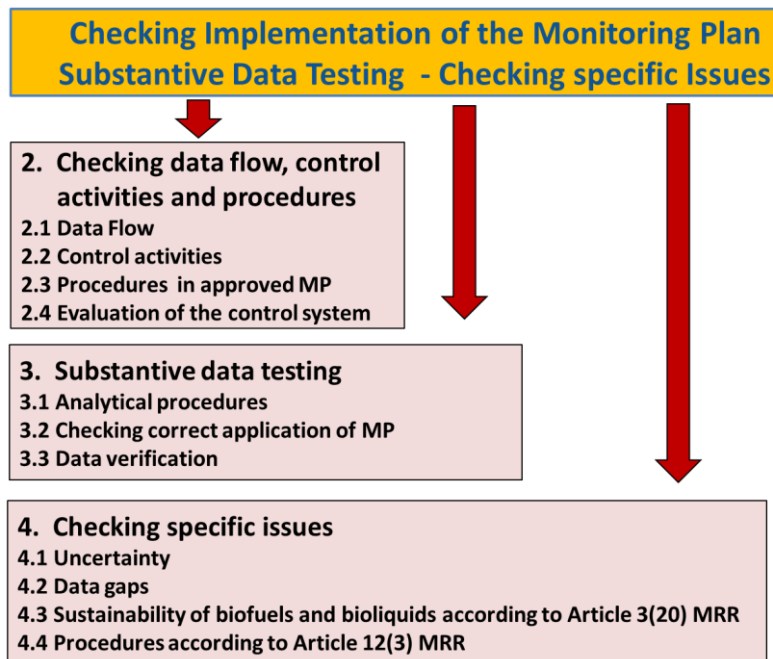 Checking Implementation of the Monitoring Plan
Substantive Data Testing - Checking specific Issues
2. Checking data flow, control
activities and procedures
2.1 Data Flow
2.2 Control activities
2.3 Procedures in approved MP
2.4 Evaluation of the control system
3. Substantive data testing
3.1 Analytical procedures
3.2 Checking correct application of MP
3.3 Data verification
4. Checking specific issues
4.1 Uncertainty
4.2 Data gaps
4.3 Sustainability of biofuels and bioliquids according to Article 3(20) MRR
4.4 Procedures according to Article 12(3) MRR